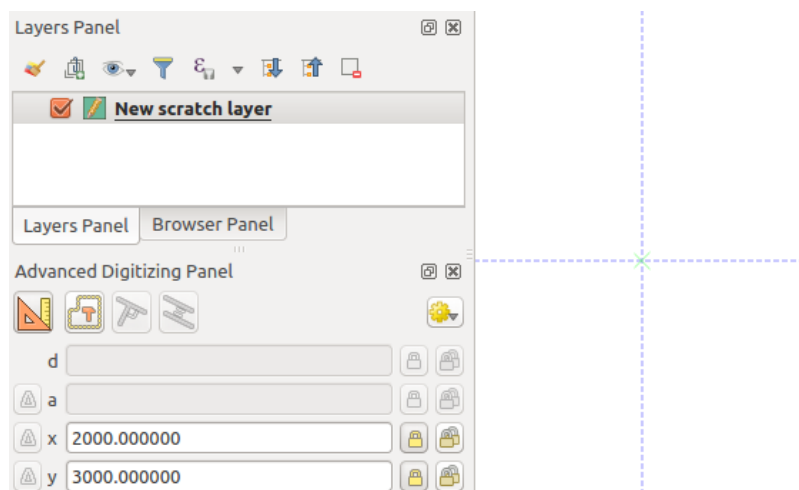 Layers Panel
New scratch layer
Layers Panel Browser Panel
Advanced Digitizing Panel
d
a
x 2000.000000
y 3000.000000